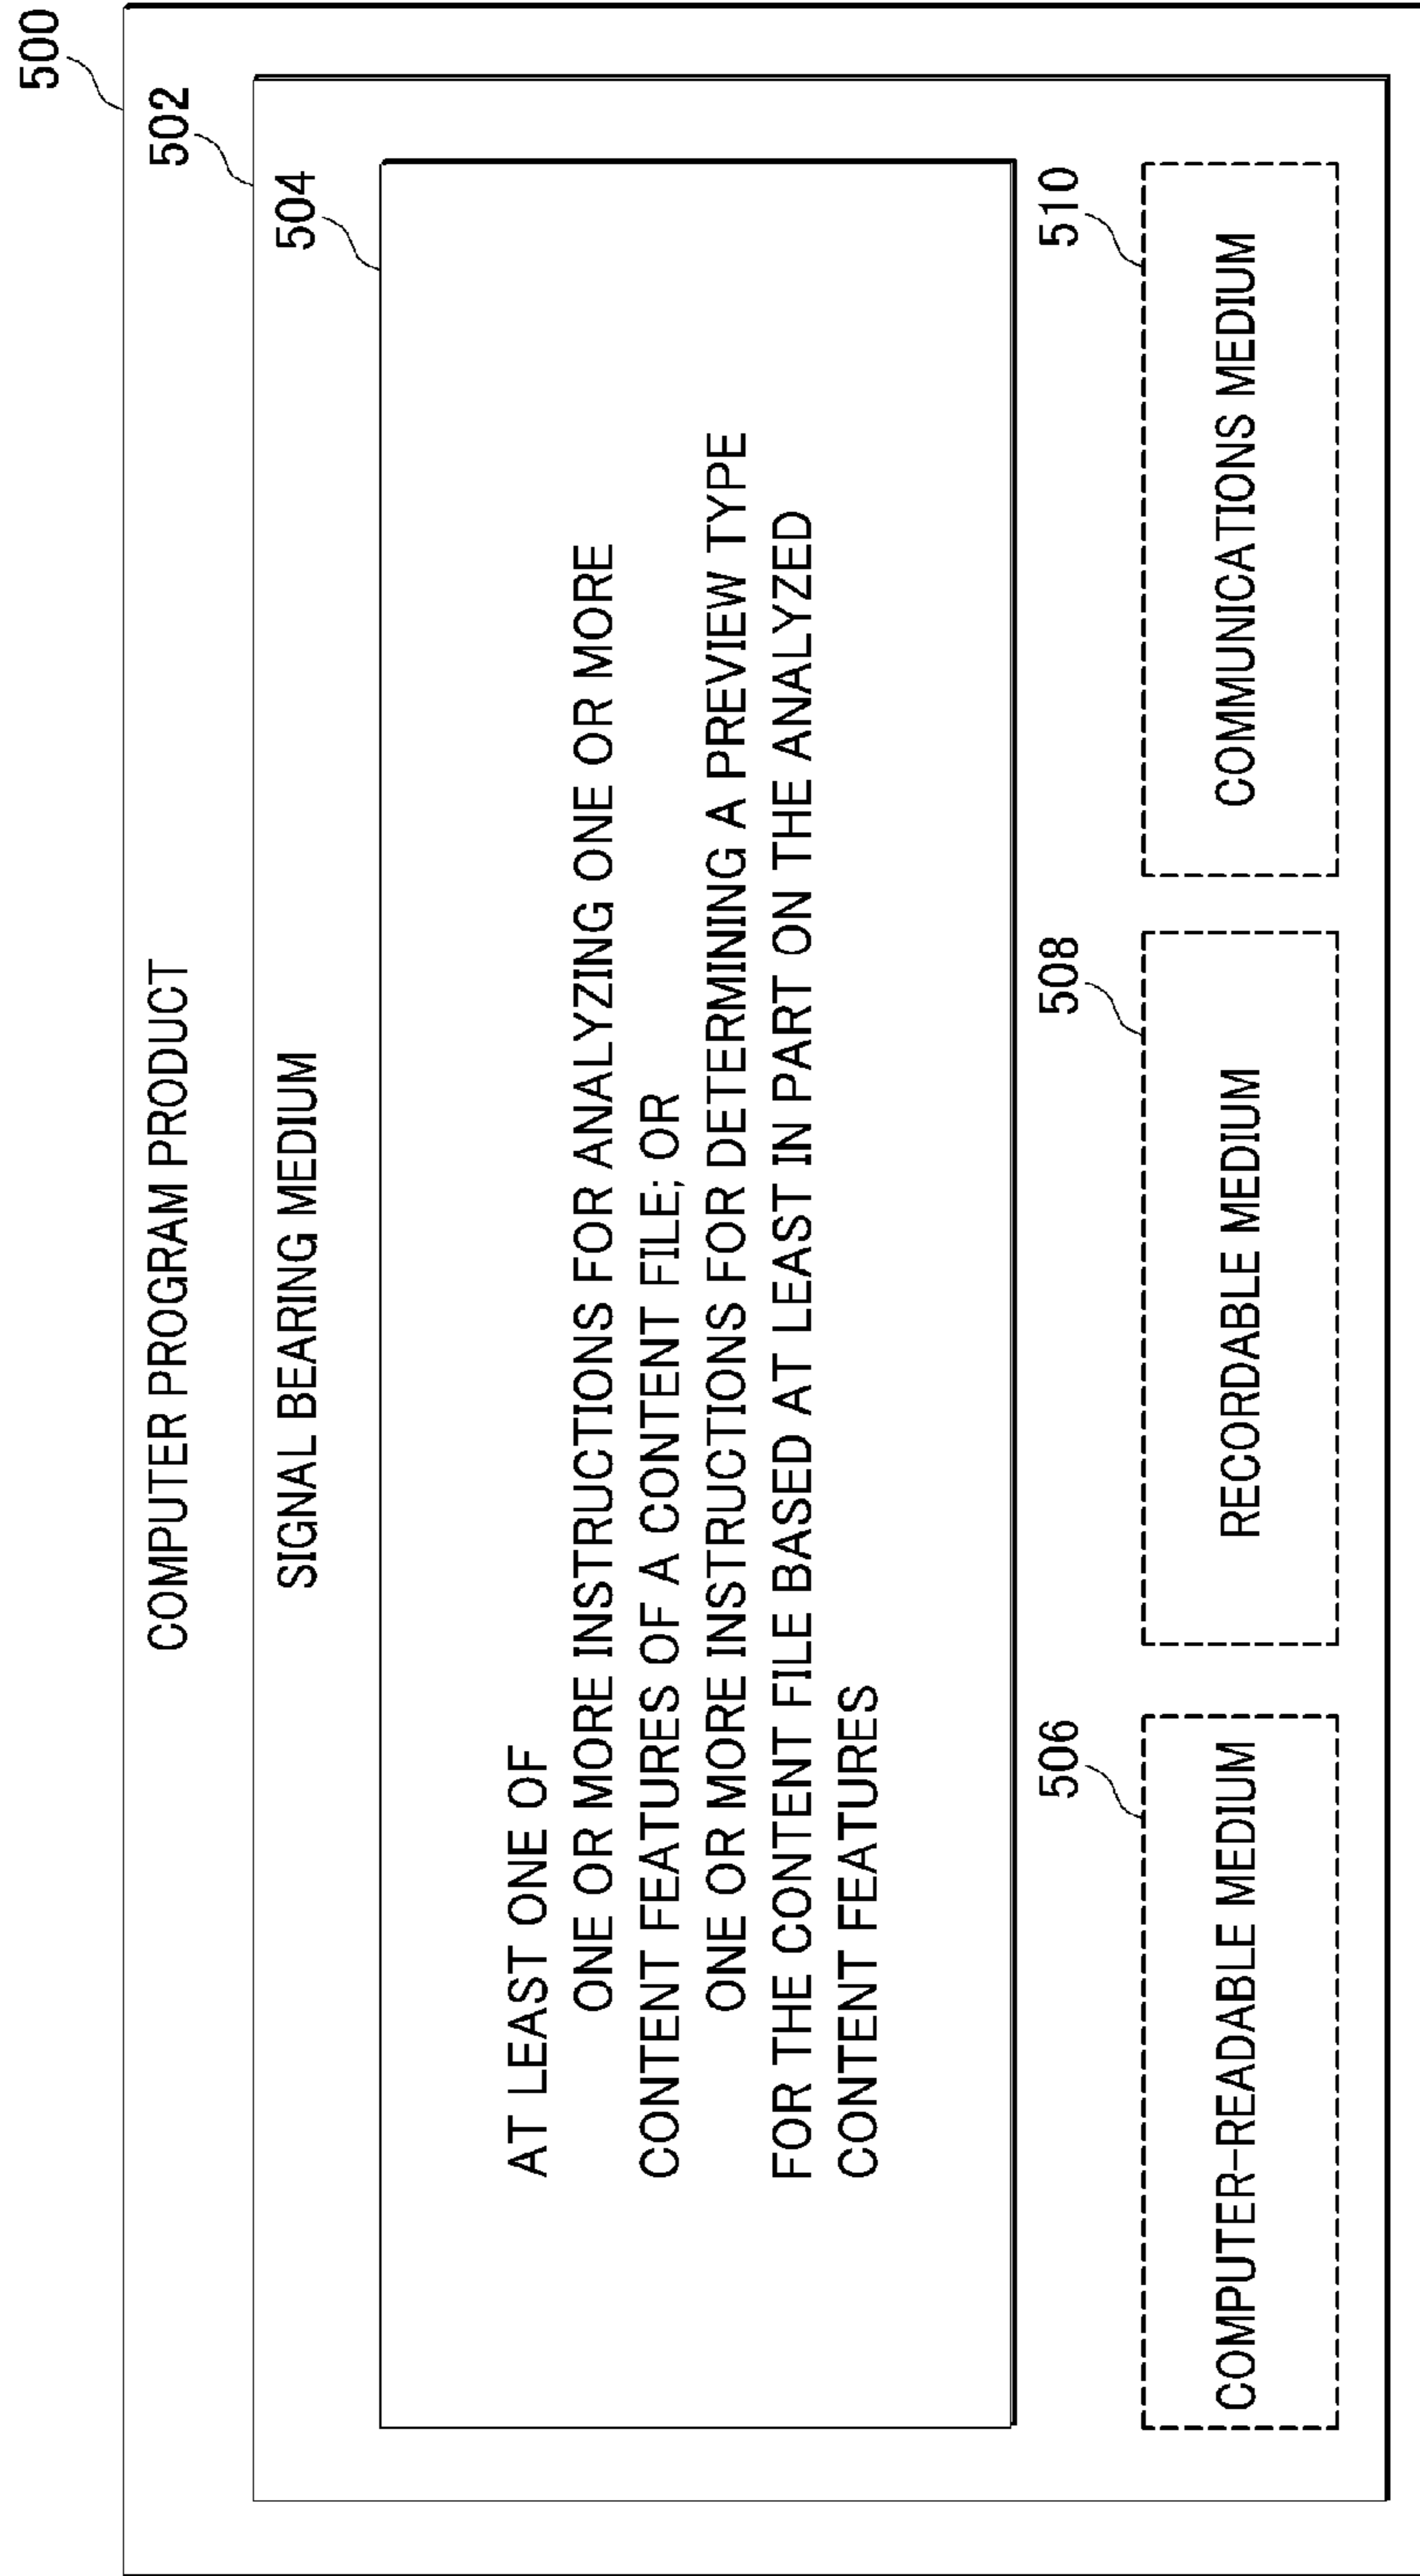 500
COMPUTER PROGRAM PRODUCT
502
SIGNAL BEARING MEDIUM
504
AT LEAST ONE OF
ONE OR MORE INSTRUCTIONS FOR ANALYZING ONE OR MORE
CONTENT FEATURES OF A CONTENT FILE; OR
ONE OR MORE INSTRUCTIONS FOR DETERMINING A PREVIEW TYPE
FOR THE CONTENT FILE BASED AT LEAST IN PART ON THE ANALYZED
CONTENT FEATURES
506
COMPUTER-READABLE MEDIUM
508
RECORDABLE MEDIUM
510
COMMUNICATIONS MEDIUM